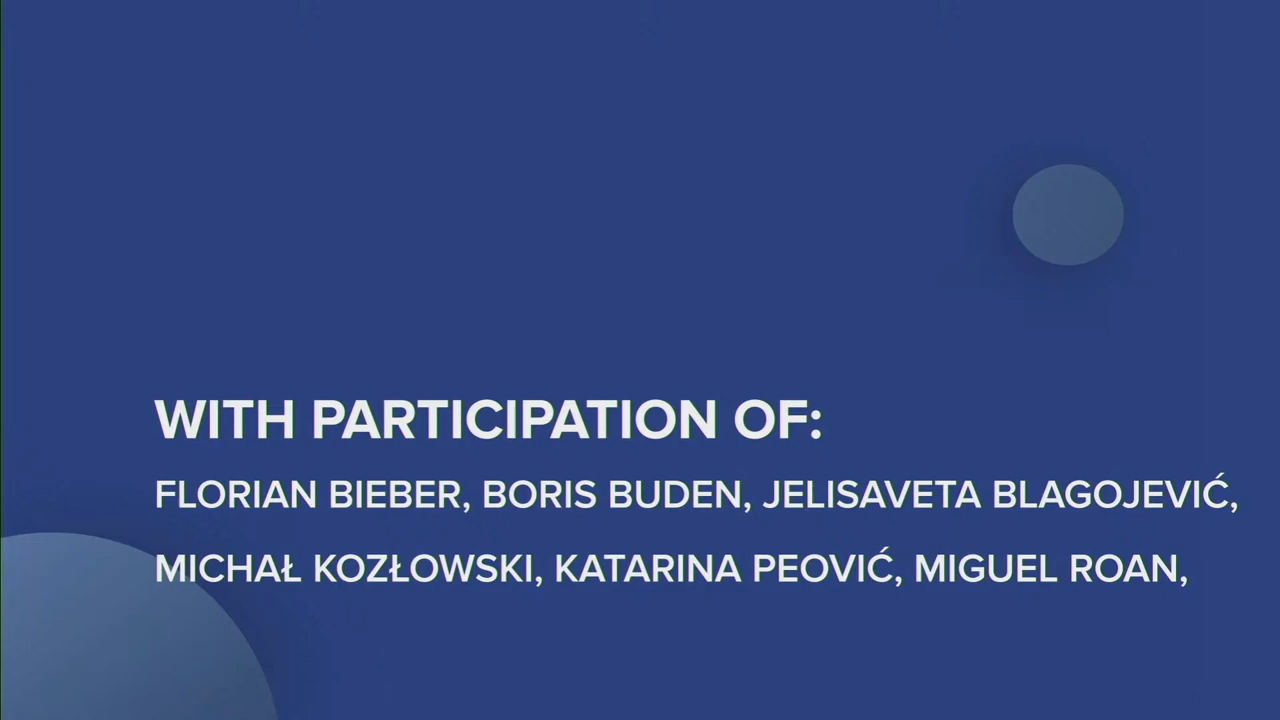 WITH PARTICIPATION OF:
FLORIAN BIEBER, BORIS BUDEN, JELISAVETA BLAGOJEVIĆ,
MICHAŁ KOZŁOWSKI, KATARINA PEOVIĆ, MIGUEL ROAN,